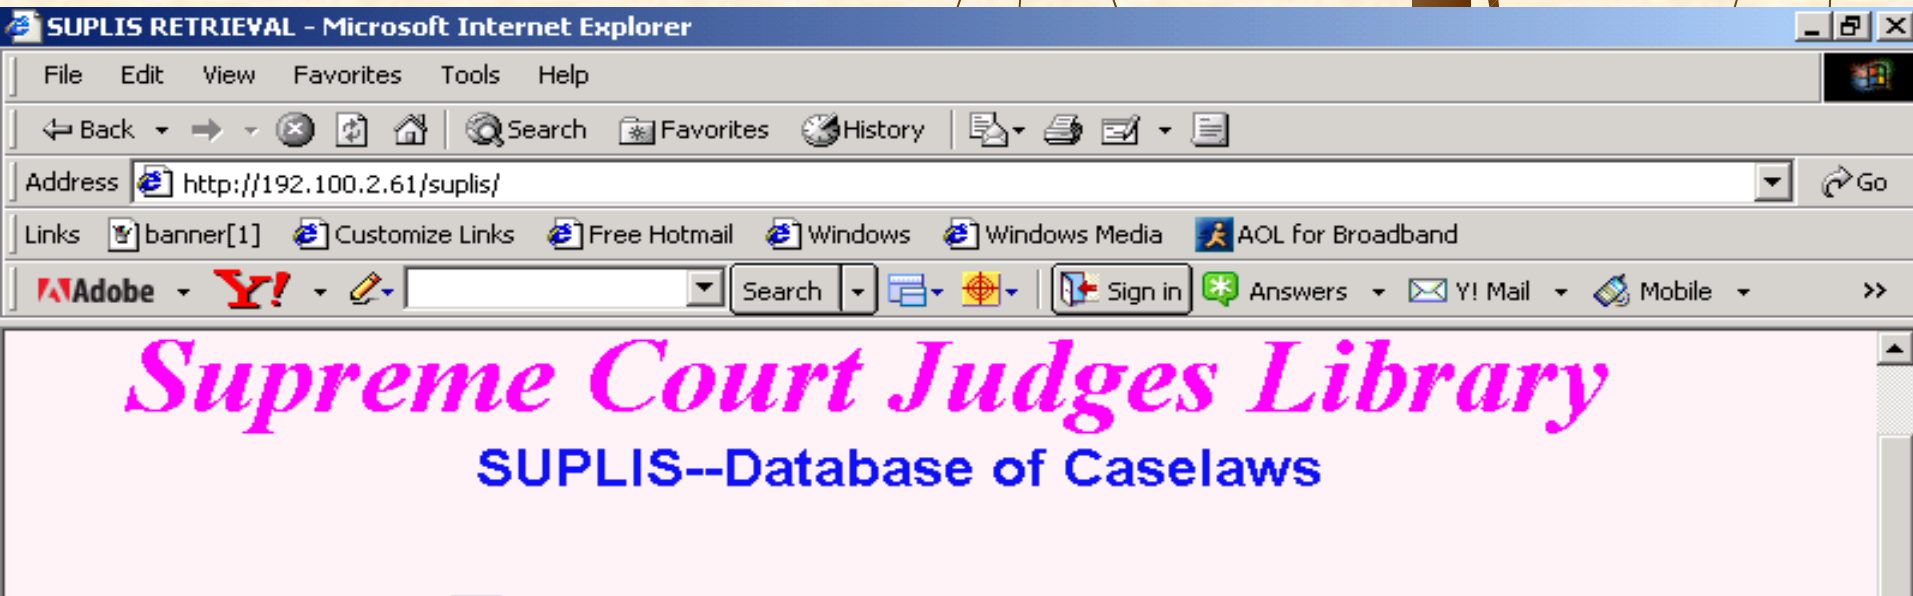 SUPLIS RETRIEVAL - Microsoft Internet Explorer
File Edit View Favorites Tools Help
Back Search Favorites History
Address http://192.100.2.61/suplis/ Go
Links banner[1] Customize Links Free Hotmail Windows Windows Media AOL for Broadband
Adobe Y! Search Sign in Answers Y! Mail Mobile »
Supreme Court Judges Library
SUPLIS--Database of Caselaws